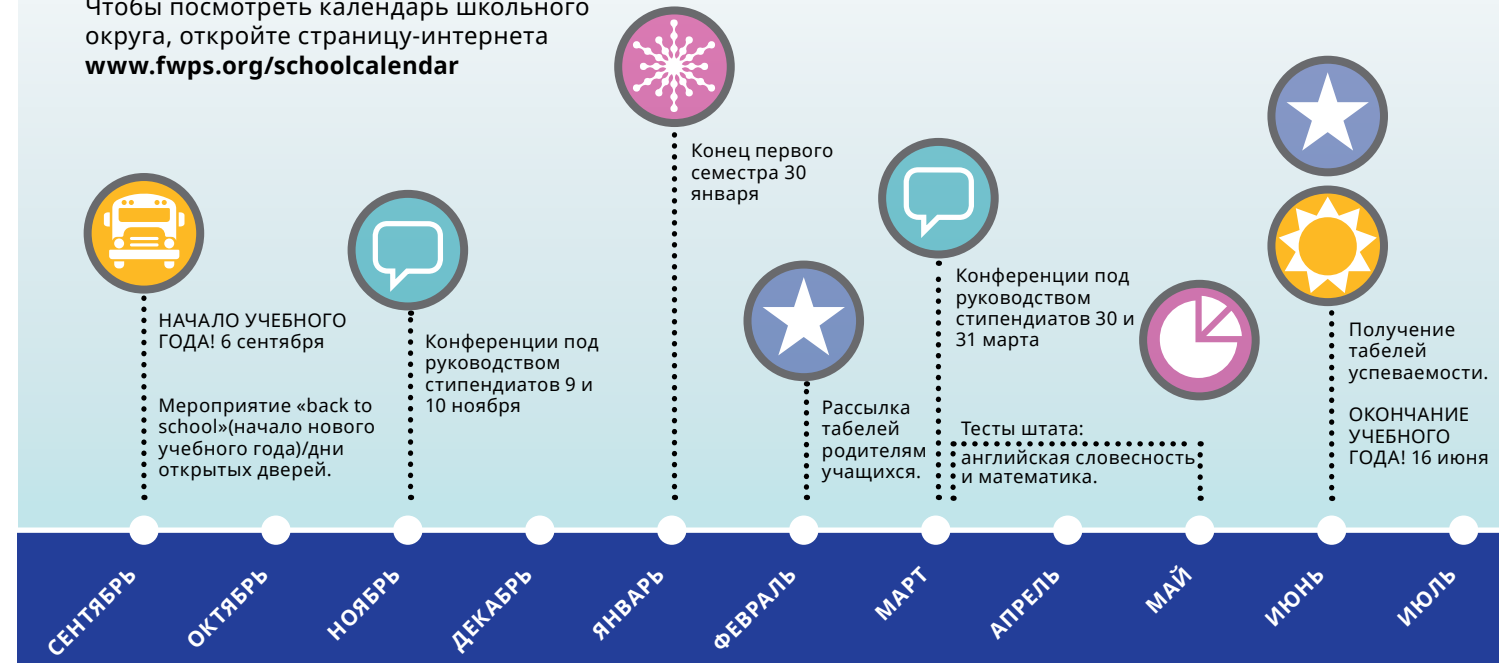 Чтобы посмотреть календарь школьного
округа, откройте страницу-интернета
www.fwps.org/schoolcalendar
НАЧАЛО УЧЕБНОГО
ГОДА! 6 сентября
Мероприятие «back to
school»(начало нового
учебного года)/дни
открытых дверей.
Конференции под
руководством
стипендиатов 9 и
10 ноября
Конец первого
семестра 30
января
Рассылка
табелей
родителям
учащихся.
Конференции под
руководством
стипендиатов 30 и
31 марта
Тесты штата:
английская словесность
и математика.
Получение
табелей
успеваемости.
ОКОНЧАНИЕ
УЧЕБНОГО
ГОДА! 16 июня
СЕНТЯБРЬ
ОКТЯБРЬ
НОЯБРЬ
ДЕКАБРЬ
ЯНВАРЬ
ФЕВРАЛЬ
МАРТ
АПРЕЛЬ
МАЙ
ИЮНЬ
ИЮЛЬ